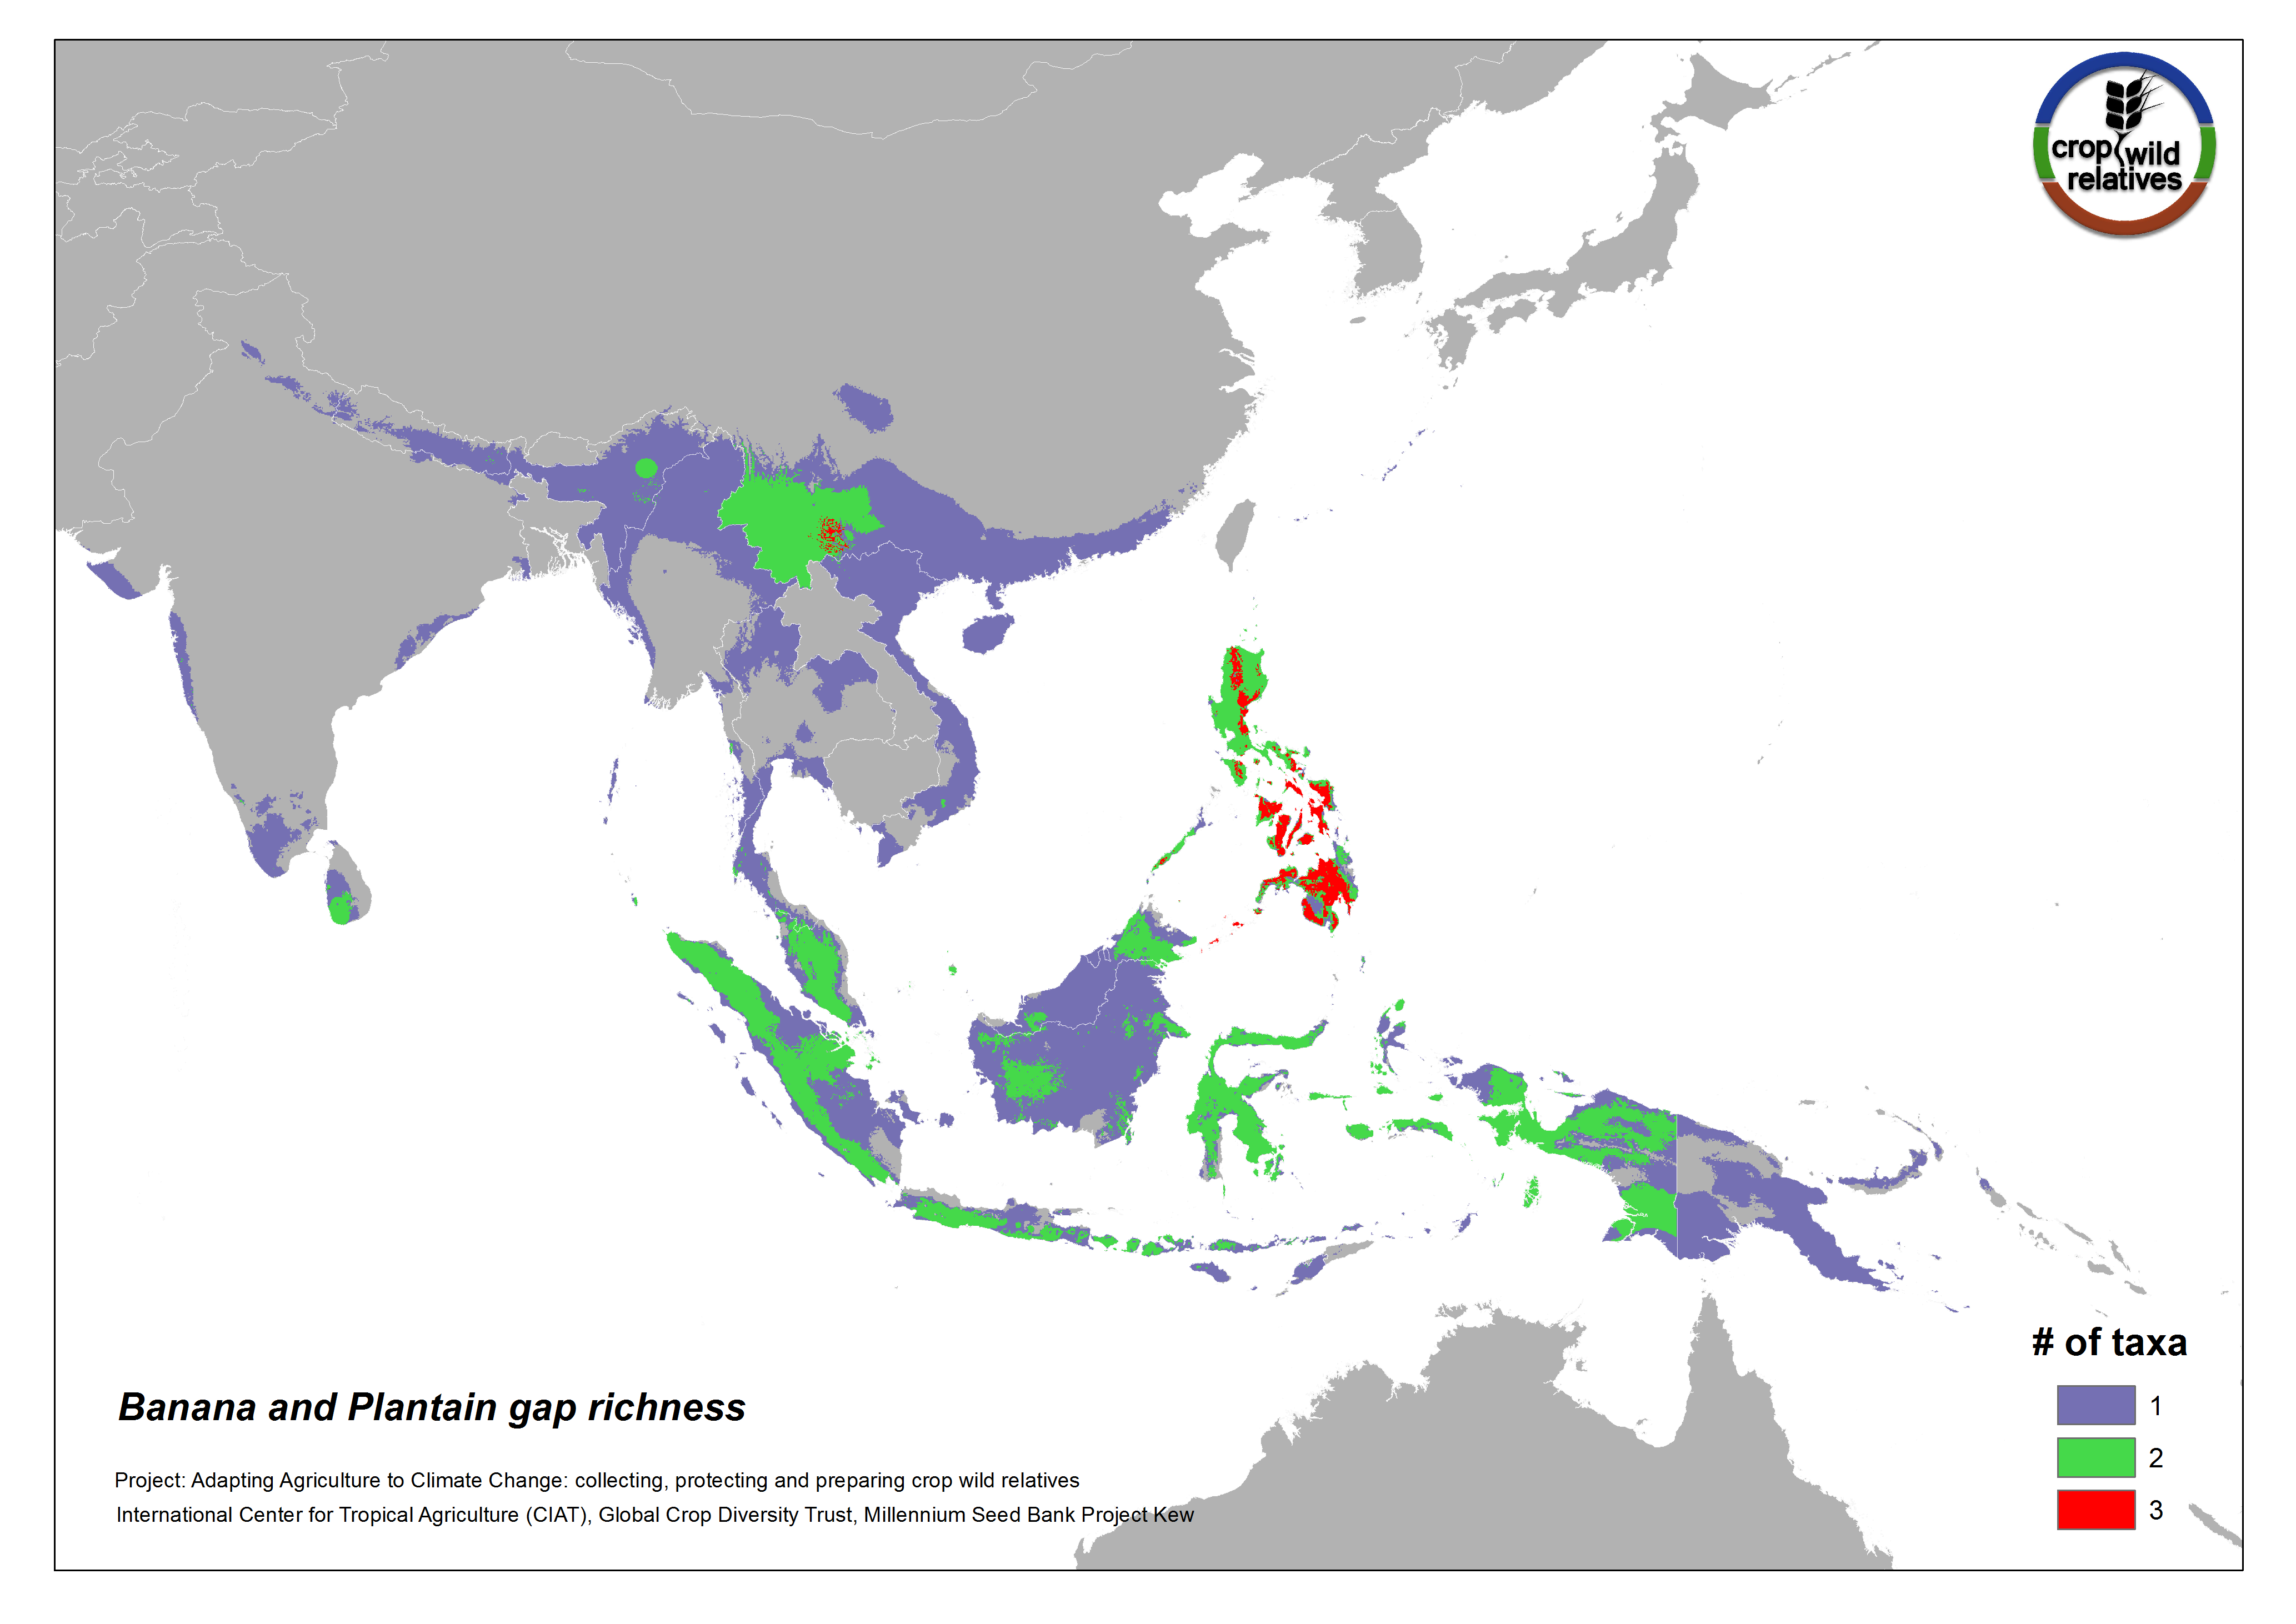 crop wild
relatives
# of taxa
1
2
3
Banana and Plantain gap richness
Project: Adapting Agriculture to Climate Change: collecting, protecting and preparing crop wild relatives
International Center for Tropical Agriculture (CIAT), Global Crop Diversity Trust, Millennium Seed Bank Project Kew